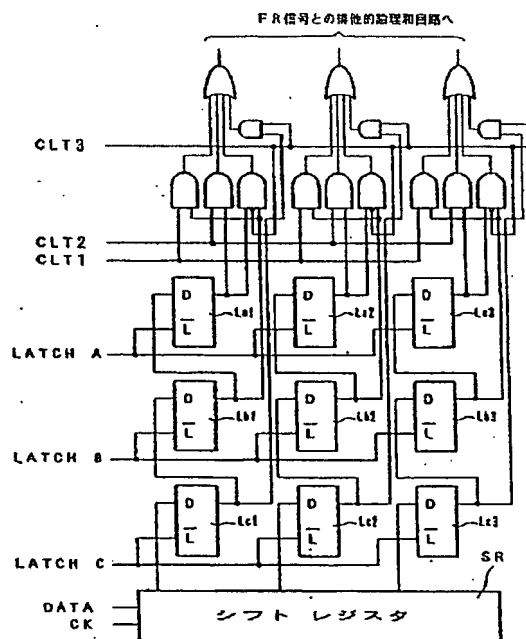 FR信号との排他的論理和回路へ
CLT3
CLT2
CLT1
D
L
La1
D
L
La2
D
L
La3
LATCH A
D
L
Lb1
D
L
Lb2
D
L
Lb3
LATCH B
D
L
Lc1
D
L
Lc2
D
L
Lc3
LATCH C
SR
DATA
CK
シフト レジスタ